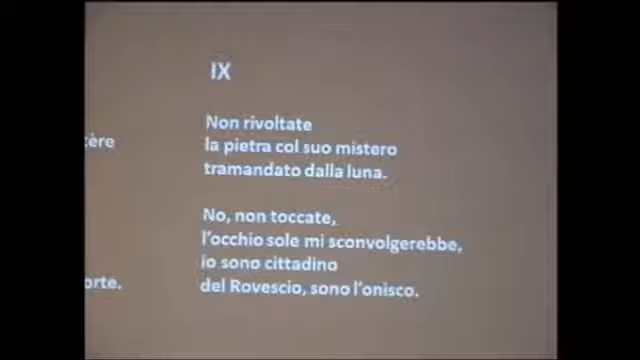 IX
Non rivoltate
la pietra col suo mistero
tramandato dalla luna.
No, non toccate,
l'occhio sole mi sconvolgerebbe,
io sono cittadino
del Rovescio, sono l'onisco.
tère
orte.